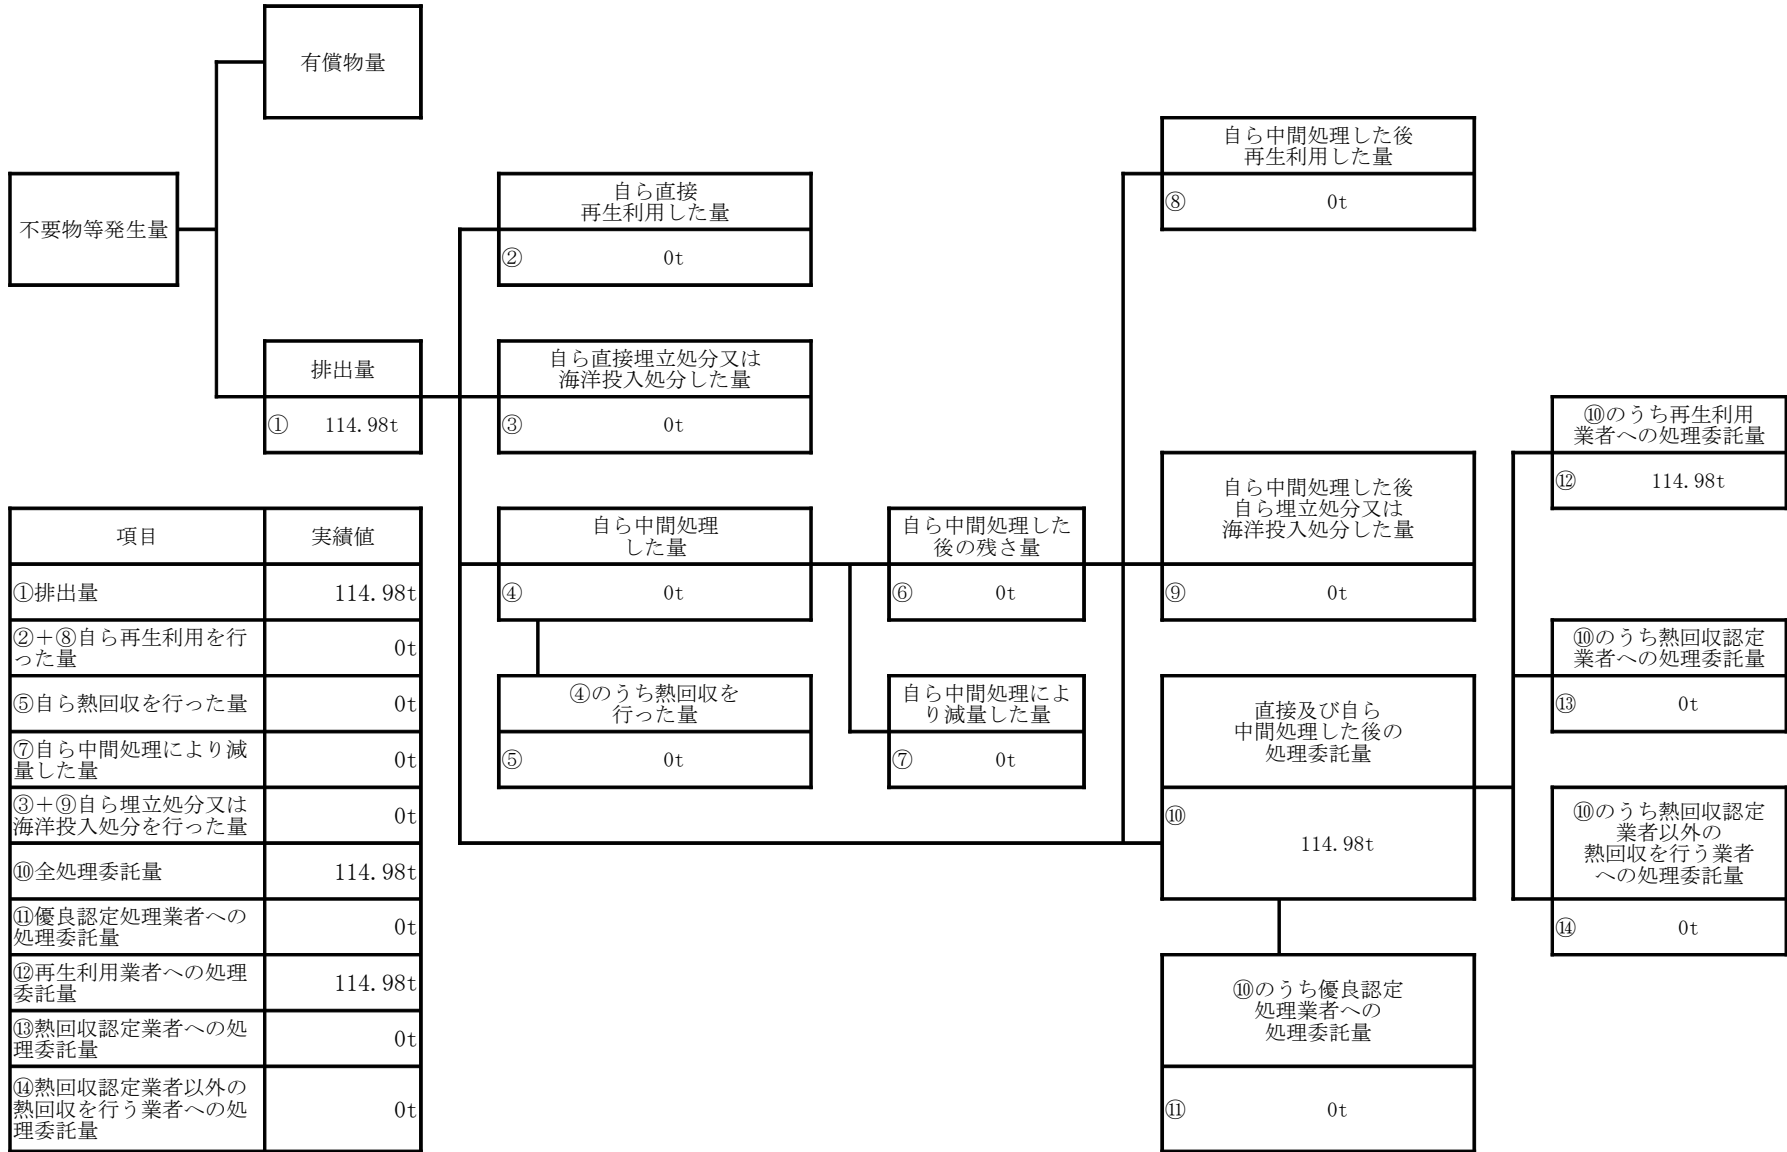 有償物量
不要物等発生量
排出量
① 114.98t
自ら直接
再生利用した量
② 0t
自ら直接埋立処分又は
海洋投入処分した量
③ 0t
自ら中間処理
した量
④ 0t
④のうち熱回収を
行った量
⑤ 0t
自ら中間処理した
後の残さ量
⑥ 0t
自ら中間処理によ
り減量した量
⑦ 0t
自ら中間処理した後
再生利用した量
⑧ 0t
自ら中間処理した後
自ら埋立処分又は
海洋投入処分した量
⑨ 0t
直接及び自ら
中間処理した後の
処理委託量
⑩
114.98t
⑩のうち優良認定
処理業者への
処理委託量
⑪ 0t
⑩のうち再生利用
業者への処理委託量
⑫ 114.98t
⑩のうち熱回収認定
業者への処理委託量
⑬ 0t
⑩のうち熱回収認定
業者以外の
熱回収を行う業者
への処理委託量
⑭ 0t
項目 実績値
①排出量 114.98t
②＋⑧自ら再生利用を行
った量 0t
⑤自ら熱回収を行った量 0t
⑦自ら中間処理により減
量した量 0t
③＋⑨自ら埋立処分又は
海洋投入処分を行った量 0t
⑩全処理委託量 114.98t
⑪優良認定処理業者への
処理委託量 0t
⑫再生利用業者への処理
委託量 114.98t
⑬熱回収認定業者への処
理委託量 0t
⑭熱回収認定業者以外の
熱回収を行う業者への処
理委託量 0t